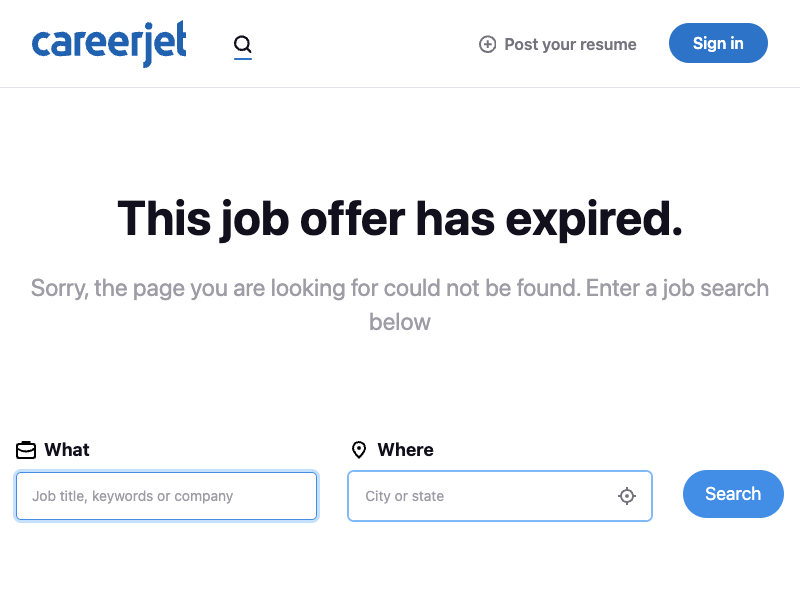 careerjet
Post your resume
Sign in
This job offer has expired.
Sorry, the page you are looking for could not be found. Enter a job search
below
What
Where
Job title, keywords or company
City or state
Search